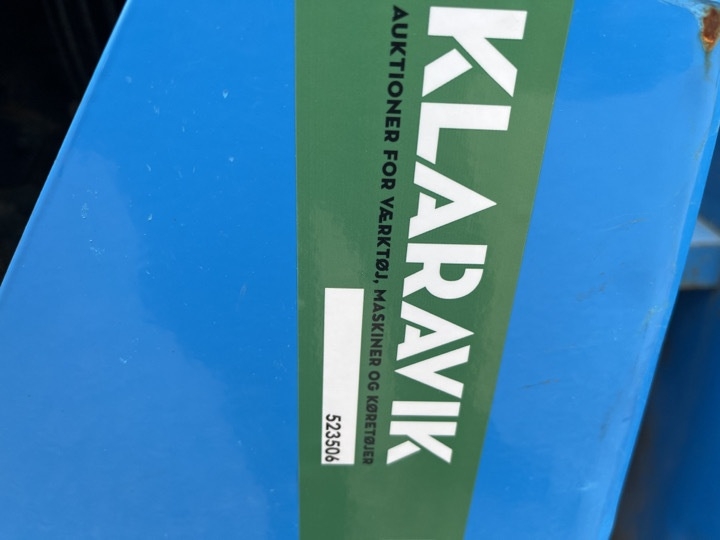 KLARAVIK
AUKTIONER FOR VÆRKTØJ, MASKINER OG KØRETØJER
523506